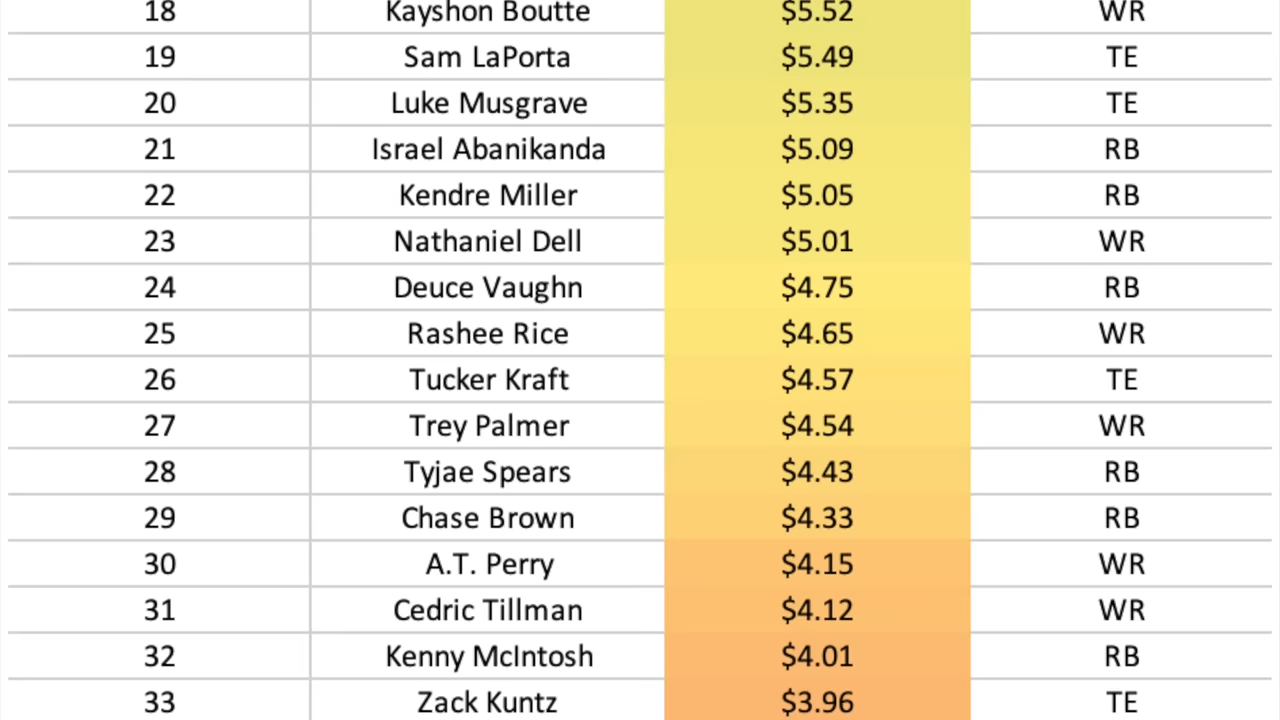 18 Kayshon Boutte $5.52 WR
19 Sam LaPorta $5.49 TE
20 Luke Musgrave $5.35 TE
21 Israel Abanikanda $5.09 RB
22 Kendre Miller $5.05 RB
23 Nathaniel Dell $5.01 WR
24 Deuce Vaughn $4.75 RB
25 Rashee Rice $4.65 WR
26 Tucker Kraft $4.57 TE
27 Trey Palmer $4.54 WR
28 Tyjae Spears $4.43 RB
29 Chase Brown $4.33 RB
30 A.T. Perry $4.15 WR
31 Cedric Tillman $4.12 WR
32 Kenny McIntosh $4.01 RB
33 Zack Kuntz $3.96 TE